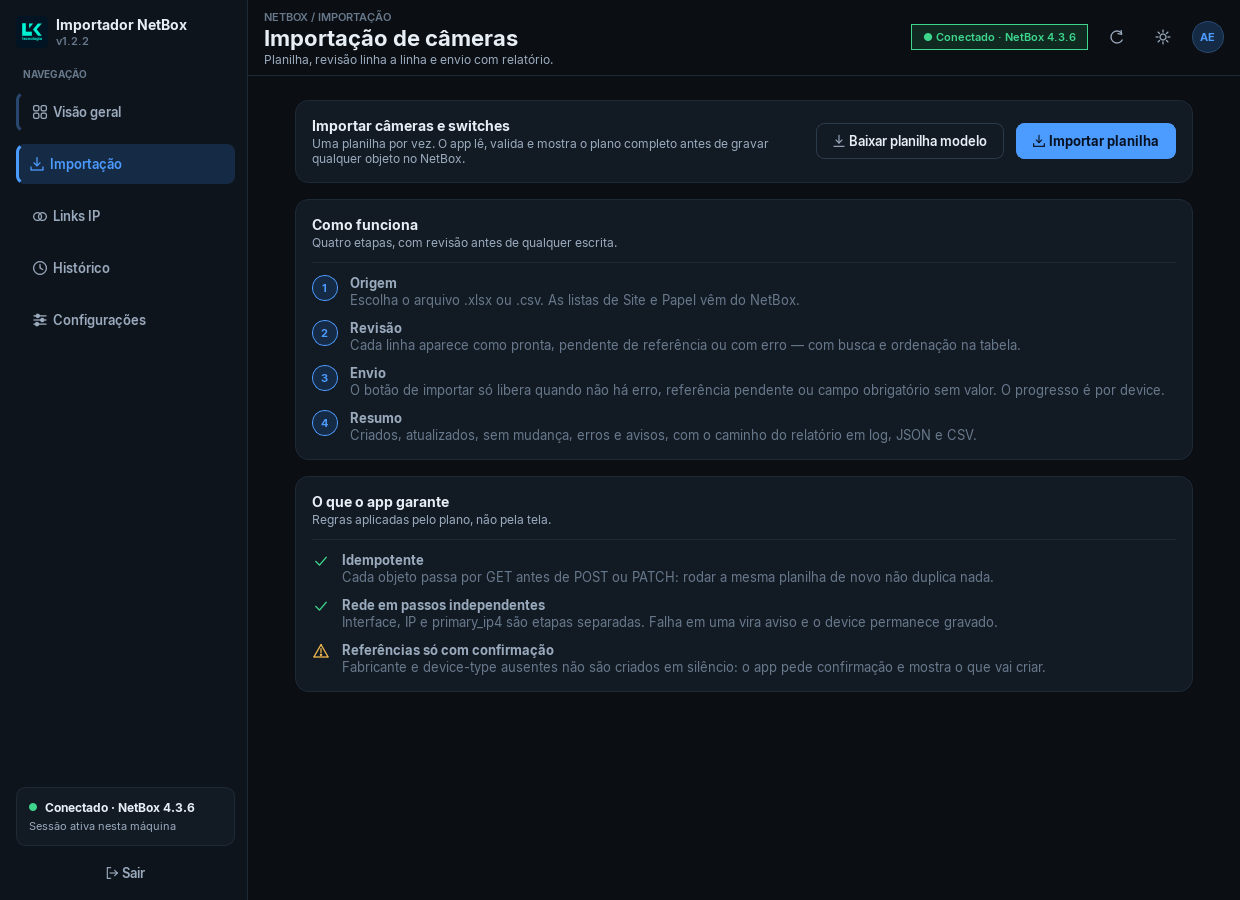 LK
Tecnologia
Importador NetBox
v1.2.2
NAVEGAÇÃO
Visão geral
Importação
Links IP
Histórico
Configurações
Conectado · NetBox 4.3.6
Sessão ativa nesta máquina
Sair
NETBOX / IMPORTAÇÃO
Importação de câmeras
Planilha, revisão linha a linha e envio com relatório.
Conectado · NetBox 4.3.6
AE
Importar câmeras e switches
Uma planilha por vez. O app lê, valida e mostra o plano completo antes de gravar
qualquer objeto no NetBox.
Baixar planilha modelo
Importar planilha
Como funciona
Quatro etapas, com revisão antes de qualquer escrita.
1
Origem
Escolha o arquivo .xlsx ou .csv. As listas de Site e Papel vêm do NetBox.
2
Revisão
Cada linha aparece como pronta, pendente de referência ou com erro — com busca e ordenação na tabela.
3
Envio
O botão de importar só libera quando não há erro, referência pendente ou campo obrigatório sem valor. O progresso é por device.
4
Resumo
Criados, atualizados, sem mudança, erros e avisos, com o caminho do relatório em log, JSON e CSV.
O que o app garante
Regras aplicadas pelo plano, não pela tela.
Idempotente
Cada objeto passa por GET antes de POST ou PATCH: rodar a mesma planilha de novo não duplica nada.
Rede em passos independentes
Interface, IP e primary_ip4 são etapas separadas. Falha em uma vira aviso e o device permanece gravado.
Referências só com confirmação
Fabricante e device-type ausentes não são criados em silêncio: o app pede confirmação e mostra o que vai criar.